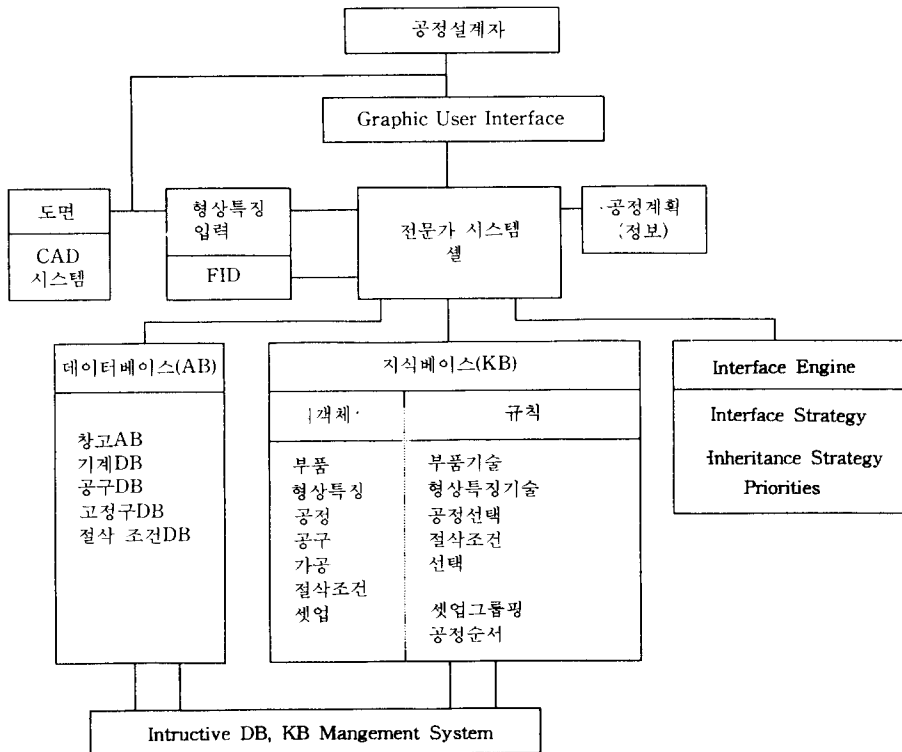 공정설계자
Graphic User Interface
도면
CAD
시스템
형상특징
입력
FID
전문가 시스템
셸
공정계획
(정보)
데이터베이스(AB)
창고AB
기계DB
공구DB
고정구DB
절삭 조건DB
지식베이스(KB)
객체
부품
형상특징
공정
공구
가공
절삭조건
셋업
규칙
부품기술
형상특징기술
공정선택
절삭조건
선택
셋업그룹핑
공정순서
Interface Engine
Interface Strategy
Inheritance Strategy
Priorities
Intructive DB, KB Mangement System